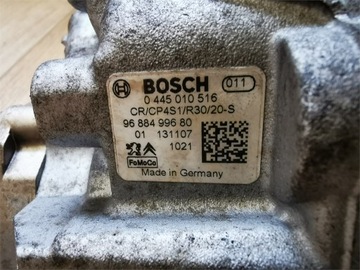 BOSCH 011
0 445 010 516
CR/CP4S1/R30/20-S
96 884 996 80
01 131107
1021
FoMoCo
Made in Germany